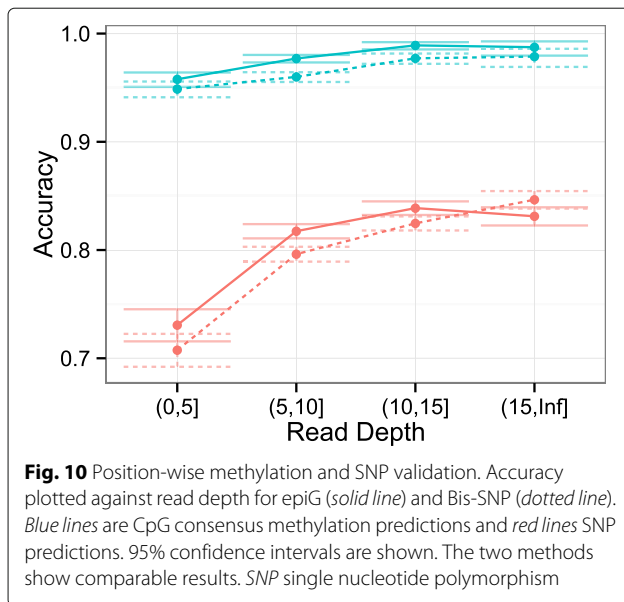 1.0
0.9
0.8
0.7
Accuracy
(0,5]
(5,10]
(10,15]
(15,Inf]
Read Depth
Fig. 10 Position-wise methylation and SNP validation. Accuracy
plotted against read depth for epiG (solid line) and Bis-SNP (dotted line).
Blue lines are CpG consensus methylation predictions and red lines SNP
predictions. 95% confidence intervals are shown. The two methods
show comparable results. SNP single nucleotide polymorphism